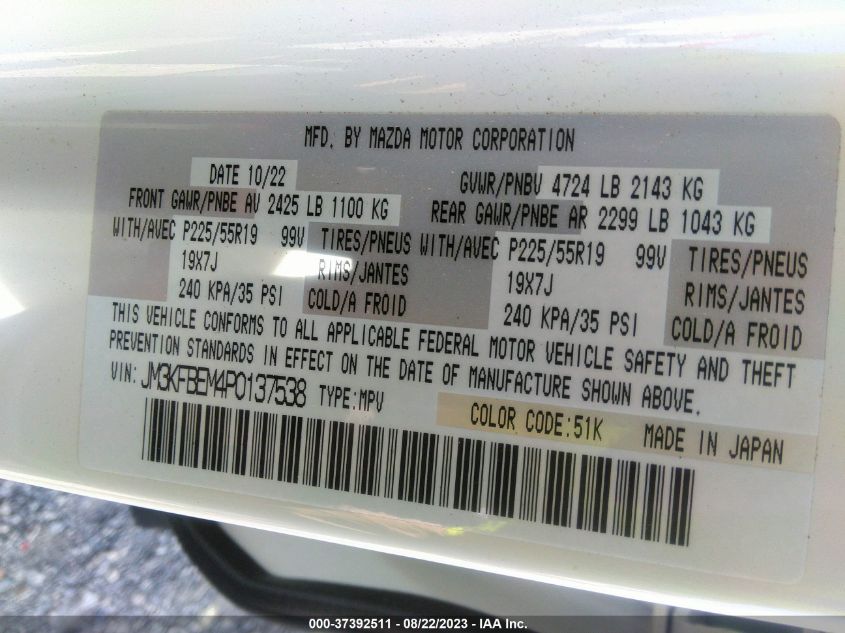 MFD. BY MAZDA MOTOR CORPORATION
DATE 10/22 GVWR/PNBV 4724 LB 2143 KG
FRONT GAWR/PNBE AV 2425 LB 1100 KG REAR GAWR/PNBE AR 2299 LB 1043 KG
WITH/AVEC P225/55R19 99V TIRES/PNEUS WITH/AVEC P225/55R19 99V TIRES/PNEUS
19X7J RIMS/JANTES 19X7J RIMS/JANTES
240 KPA/35 PSI COLD/A FROID 240 KPA/35 PSI COLD/A FROID
THIS VEHICLE CONFORMS TO ALL APPLICABLE FEDERAL MOTOR VEHICLE SAFETY AND THEFT
PREVENTION STANDARDS IN EFFECT ON THE DATE OF MANUFACTURE SHOWN ABOVE.
VIN: JM3KFBEM4P0137538 TYPE:MPV
COLOR CODE:51K MADE IN JAPAN
000-37392511 - 08/22/2023 - IAA Inc.